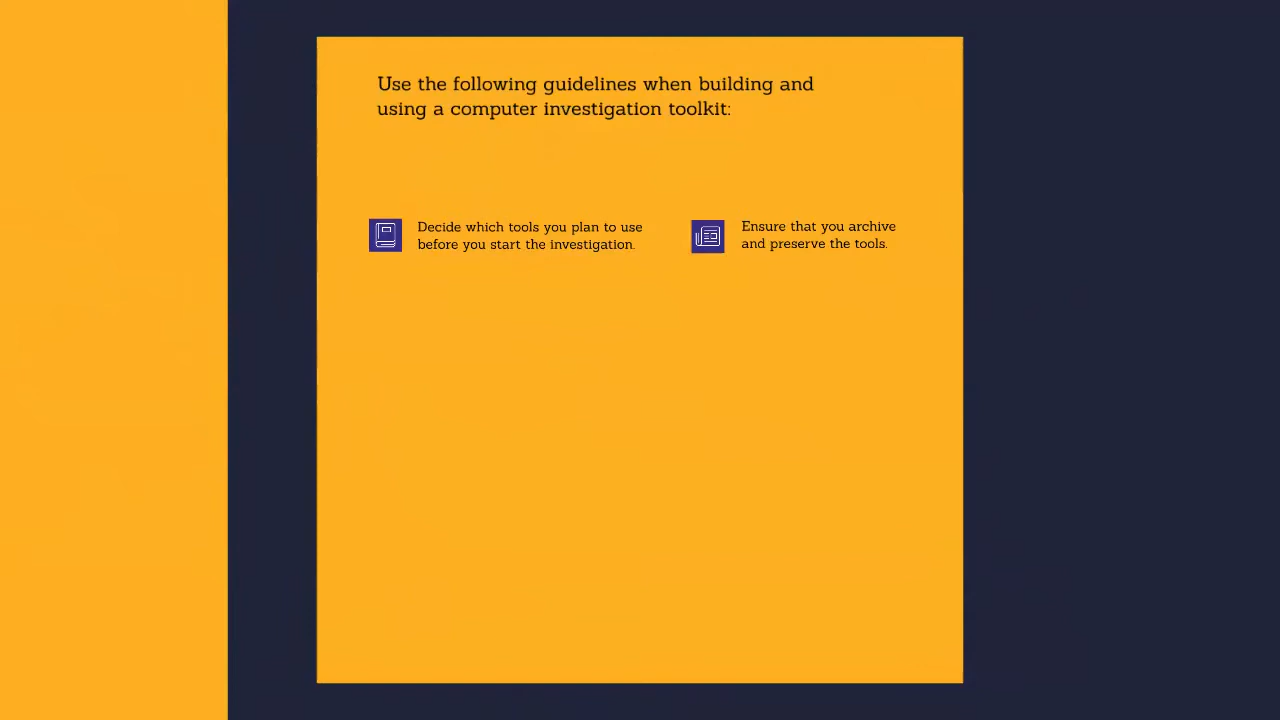 Use the following guidelines when building and
using a computer investigation toolkit:
Decide which tools you plan to use
before you start the investigation.
Ensure that you archive
and preserve the tools.